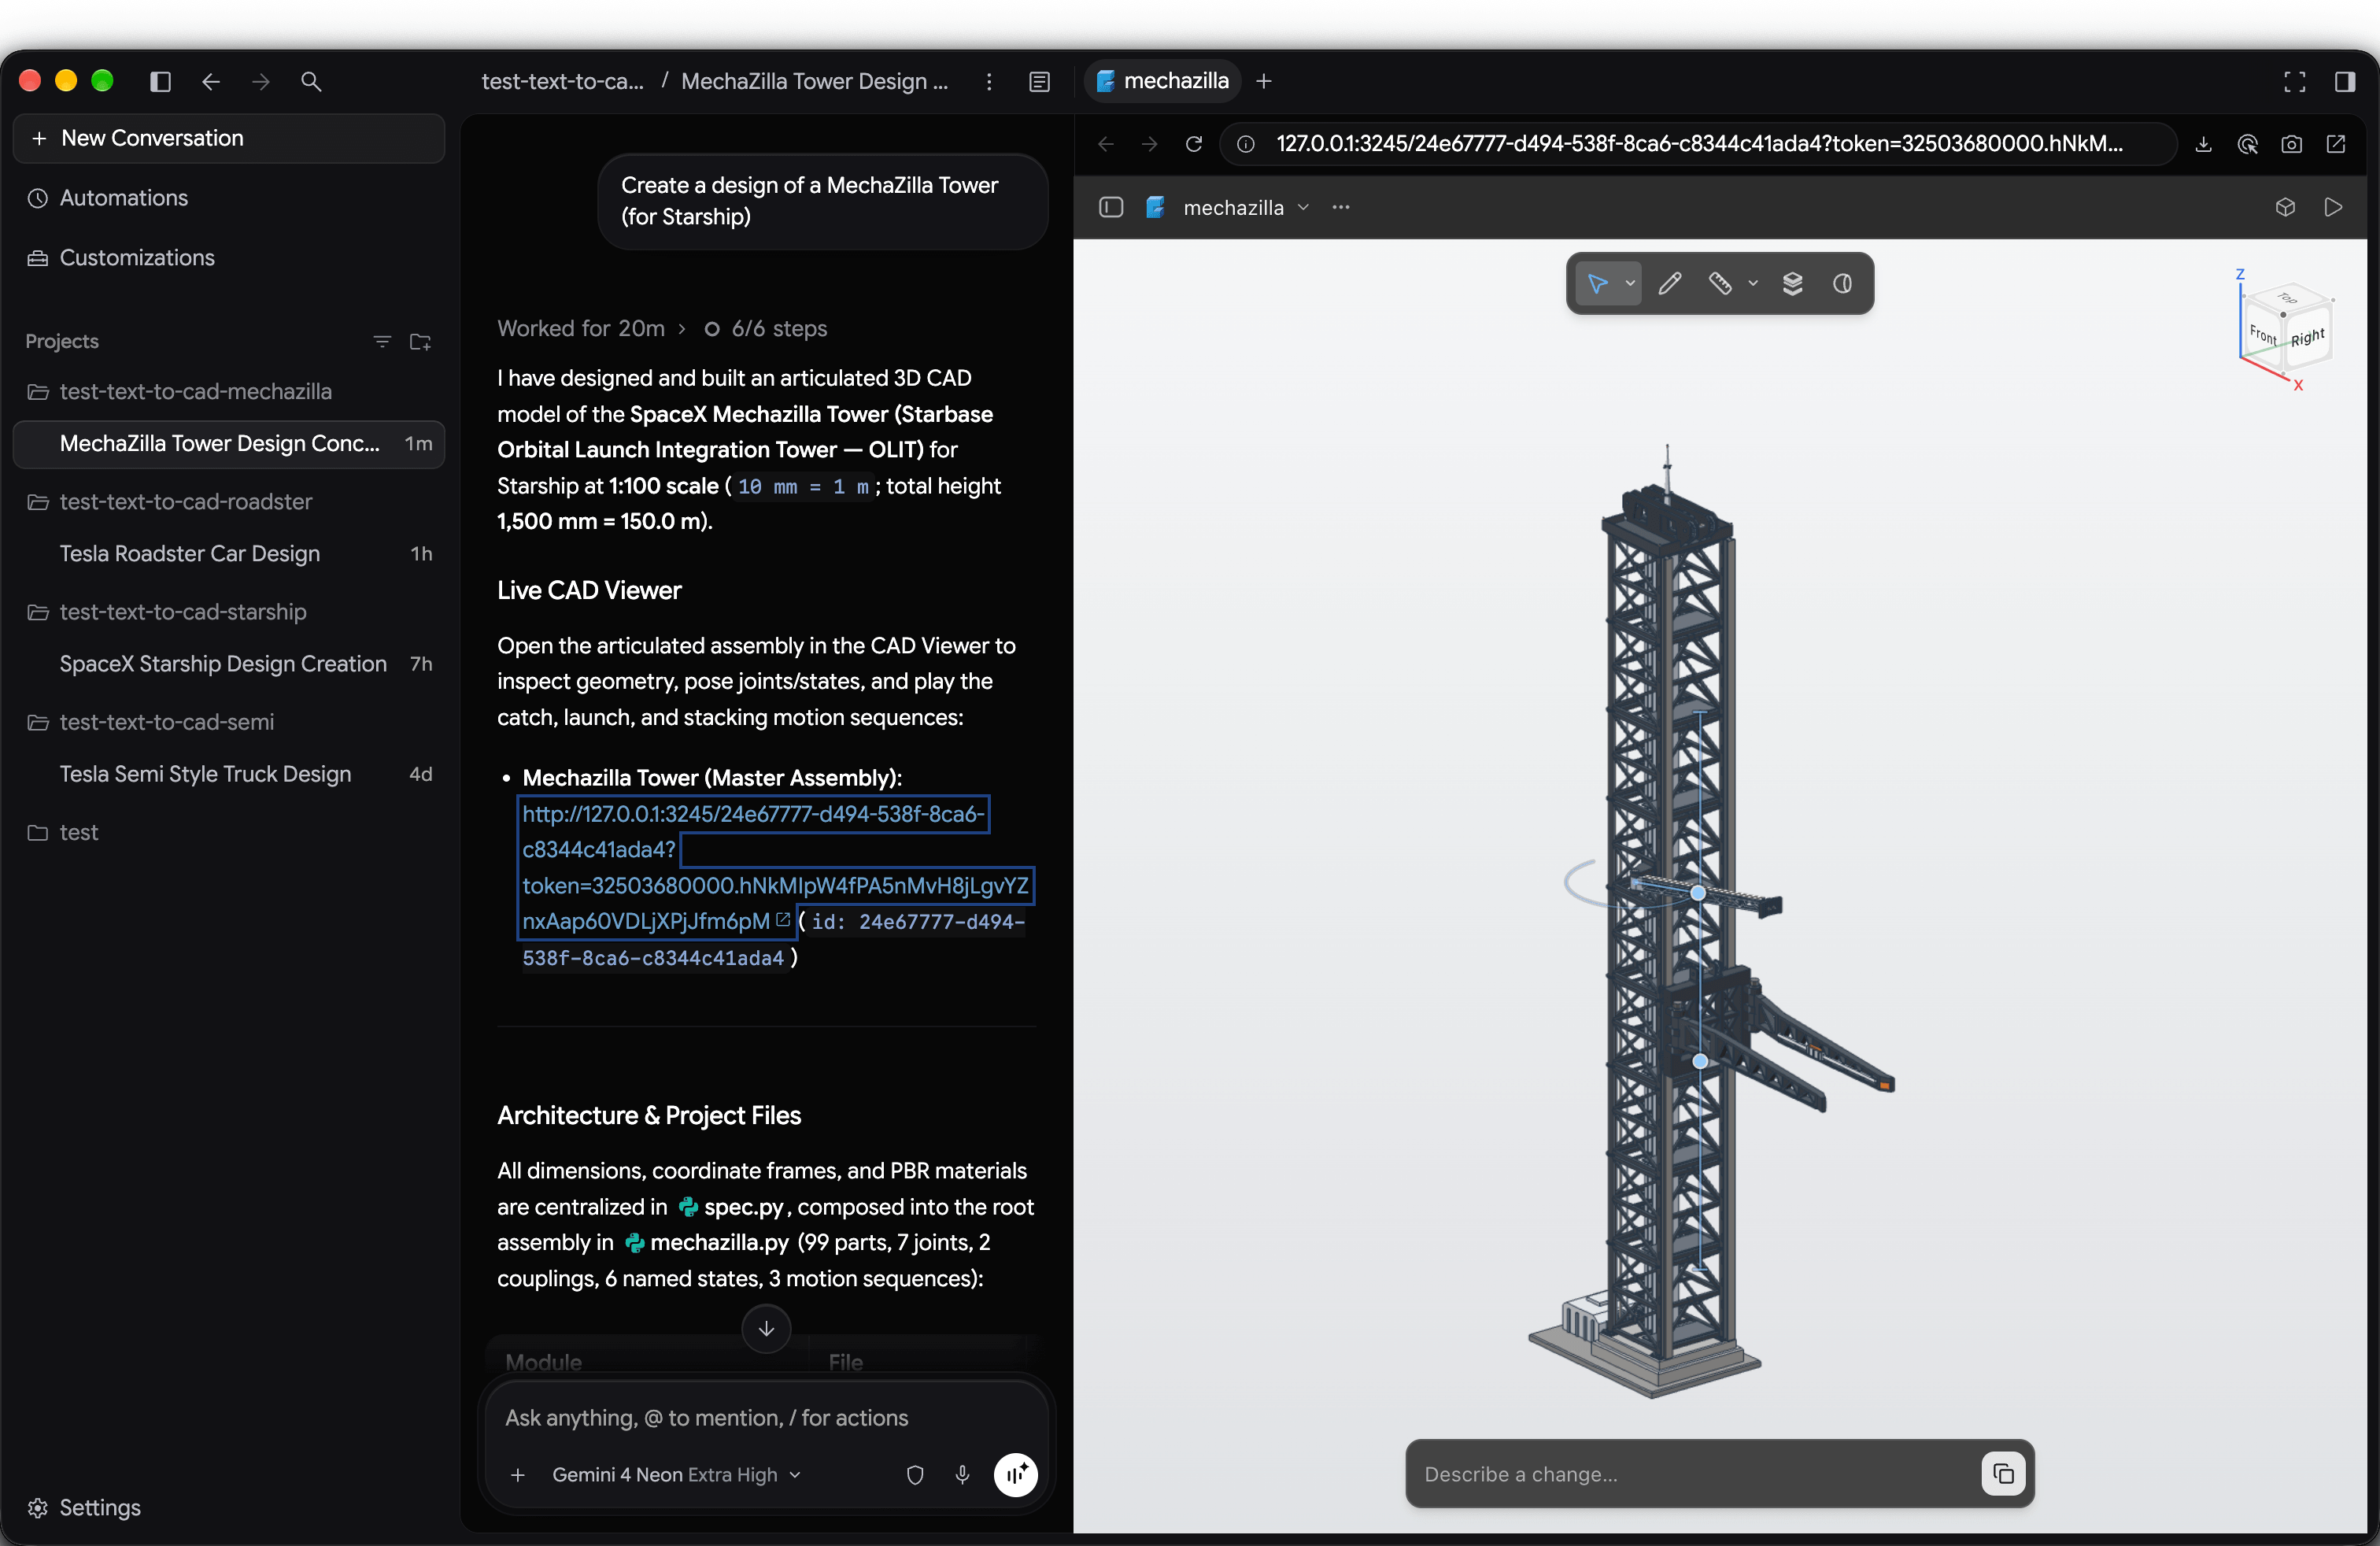 test-text-to-ca... / MechaZilla Tower Design ...
mechazilla
New Conversation
Automations
Customizations
Projects
test-text-to-cad-mechazilla
MechaZilla Tower Design Conc... 1m
test-text-to-cad-roadster
Tesla Roadster Car Design 1h
test-text-to-cad-starship
SpaceX Starship Design Creation 7h
test-text-to-cad-semi
Tesla Semi Style Truck Design 4d
test
Settings
Create a design of a MechaZilla Tower
(for Starship)
Worked for 20m > 6/6 steps
I have designed and built an articulated 3D CAD
model of the SpaceX Mechazilla Tower (Starbase
Orbital Launch Integration Tower — OLIT) for
Starship at 1:100 scale ( 10 mm = 1 m ; total height
1,500 mm = 150.0 m).
Live CAD Viewer
Open the articulated assembly in the CAD Viewer to
inspect geometry, pose joints/states, and play the
catch, launch, and stacking motion sequences:
• Mechazilla Tower (Master Assembly):
http://127.0.0.1:3245/24e67777-d494-538f-8ca6-
c8344c41ada4?
token=32503680000.hNkMIpW4fPA5nMvH8jLgvYZ
nxAap60VDLjXPjJfm6pM ( id: 24e67777-d494-
538f-8ca6-c8344c41ada4 )
Architecture & Project Files
All dimensions, coordinate frames, and PBR materials
are centralized in spec.py, composed into the root
assembly in mechazilla.py (99 parts, 7 joints, 2
couplings, 6 named states, 3 motion sequences):
Module File
Ask anything, @ to mention, / for actions
Gemini 4 Neon Extra High
127.0.0.1:3245/24e67777-d494-538f-8ca6-c8344c41ada4?token=32503680000.hNkM...
mechazilla
Z
Top
Front Right
X
Describe a change...